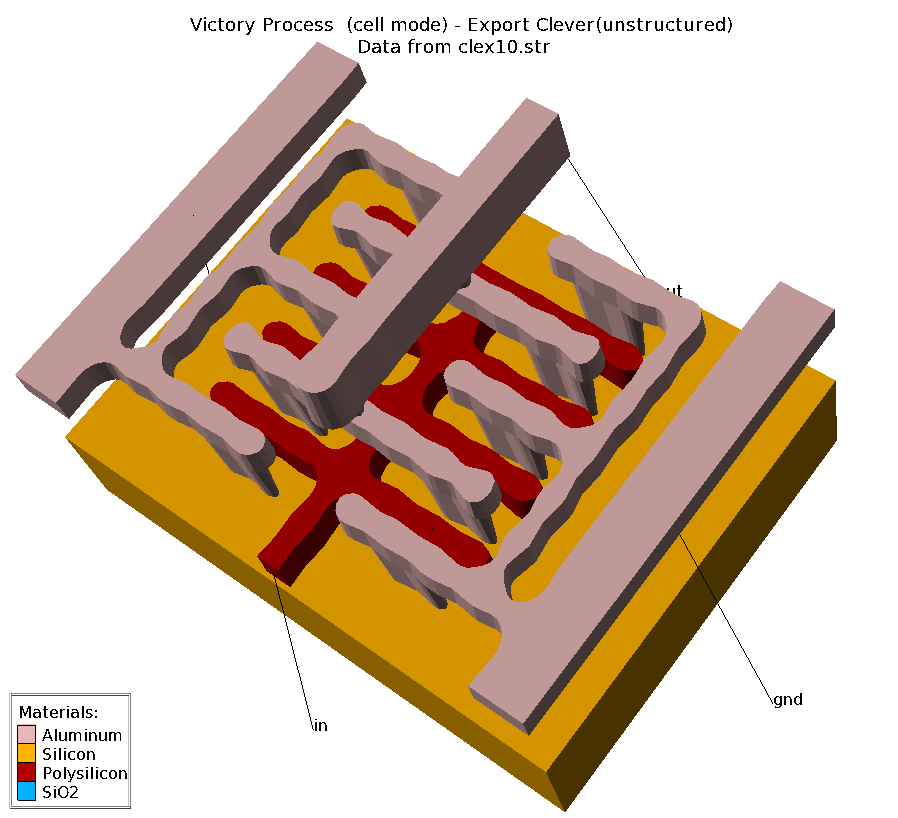 Victory Process  (cell mode) - Export Clever(unstructured)
Data from clex10.str
ut
gnd
in
Materials:
Aluminum
Silicon
Polysilicon
SiO2